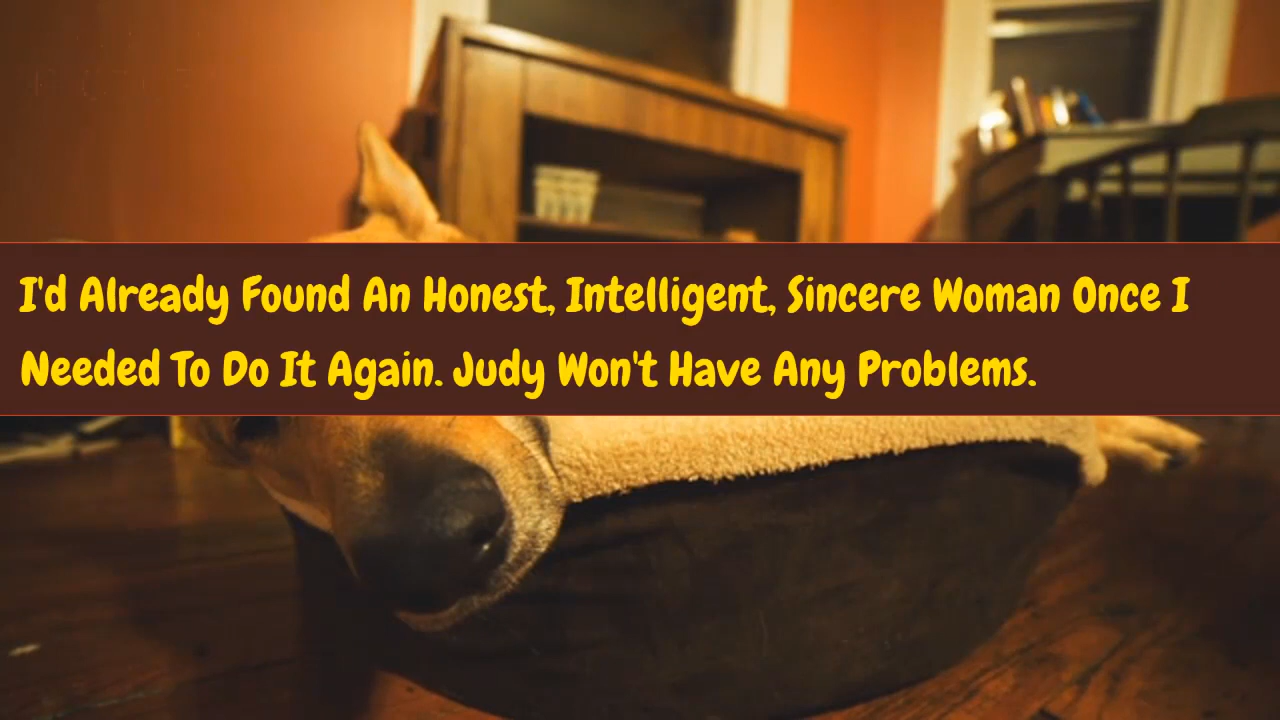 I'd Already Found An Honest, Intelligent, Sincere Woman Once I
Needed To Do It Again. Judy Won't Have Any Problems.